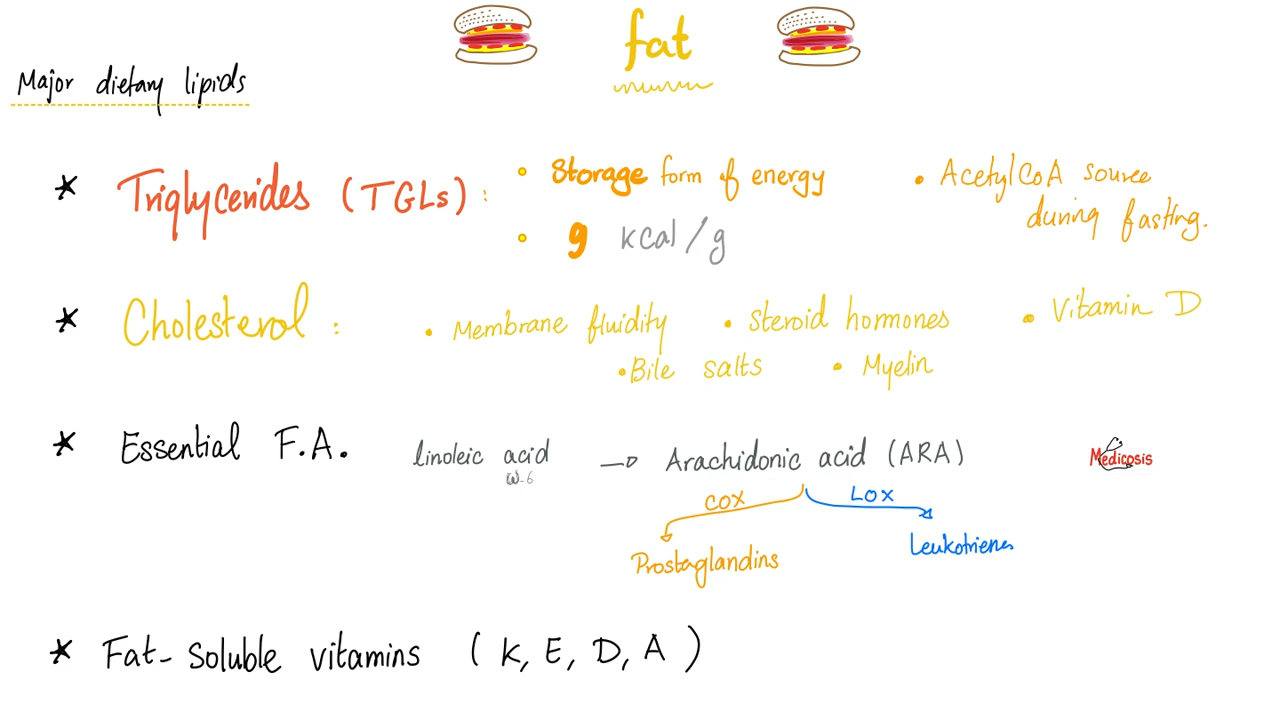 fat
Major dietary lipids
* Triglycerides (TGLs) :
• Storage form of energy
• 9 kcal/g
• Acetyl CoA source
during fasting.
* Cholesterol :
• Membrane fluidity • Steroid hormones • Vitamin D
• Bile salts • Myelin
* Essential F.A. linoleic acid → Arachidonic acid (ARA)
ω-6
Medicosis
COX LOX
Prostaglandins Leukotrienes
* Fat-Soluble vitamins (K, E, D, A)